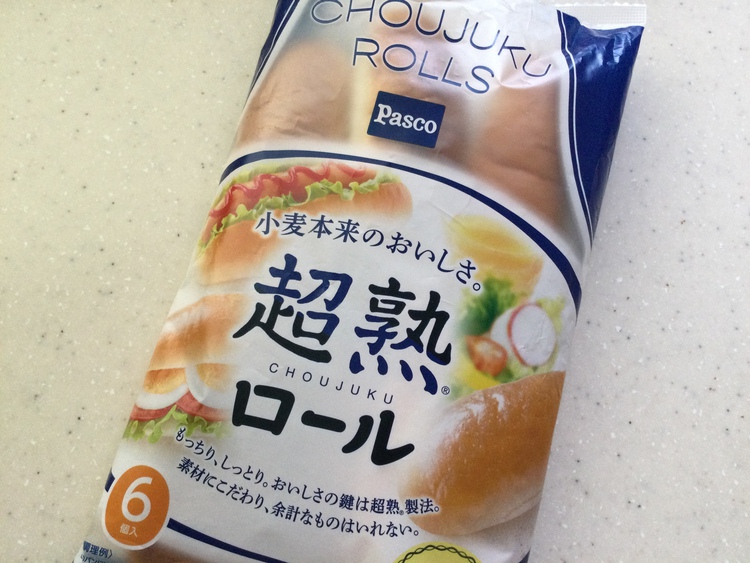 CHOUJUKU
ROLLS
Pasco
小麦本来のおいしさ。
超熟®
CHOUJUKU
ロール
もっちり、しっとり。おいしさの鍵は超熟®製法。
素材にこだわり、余計なものはいれない。
6
個入
調理例〉